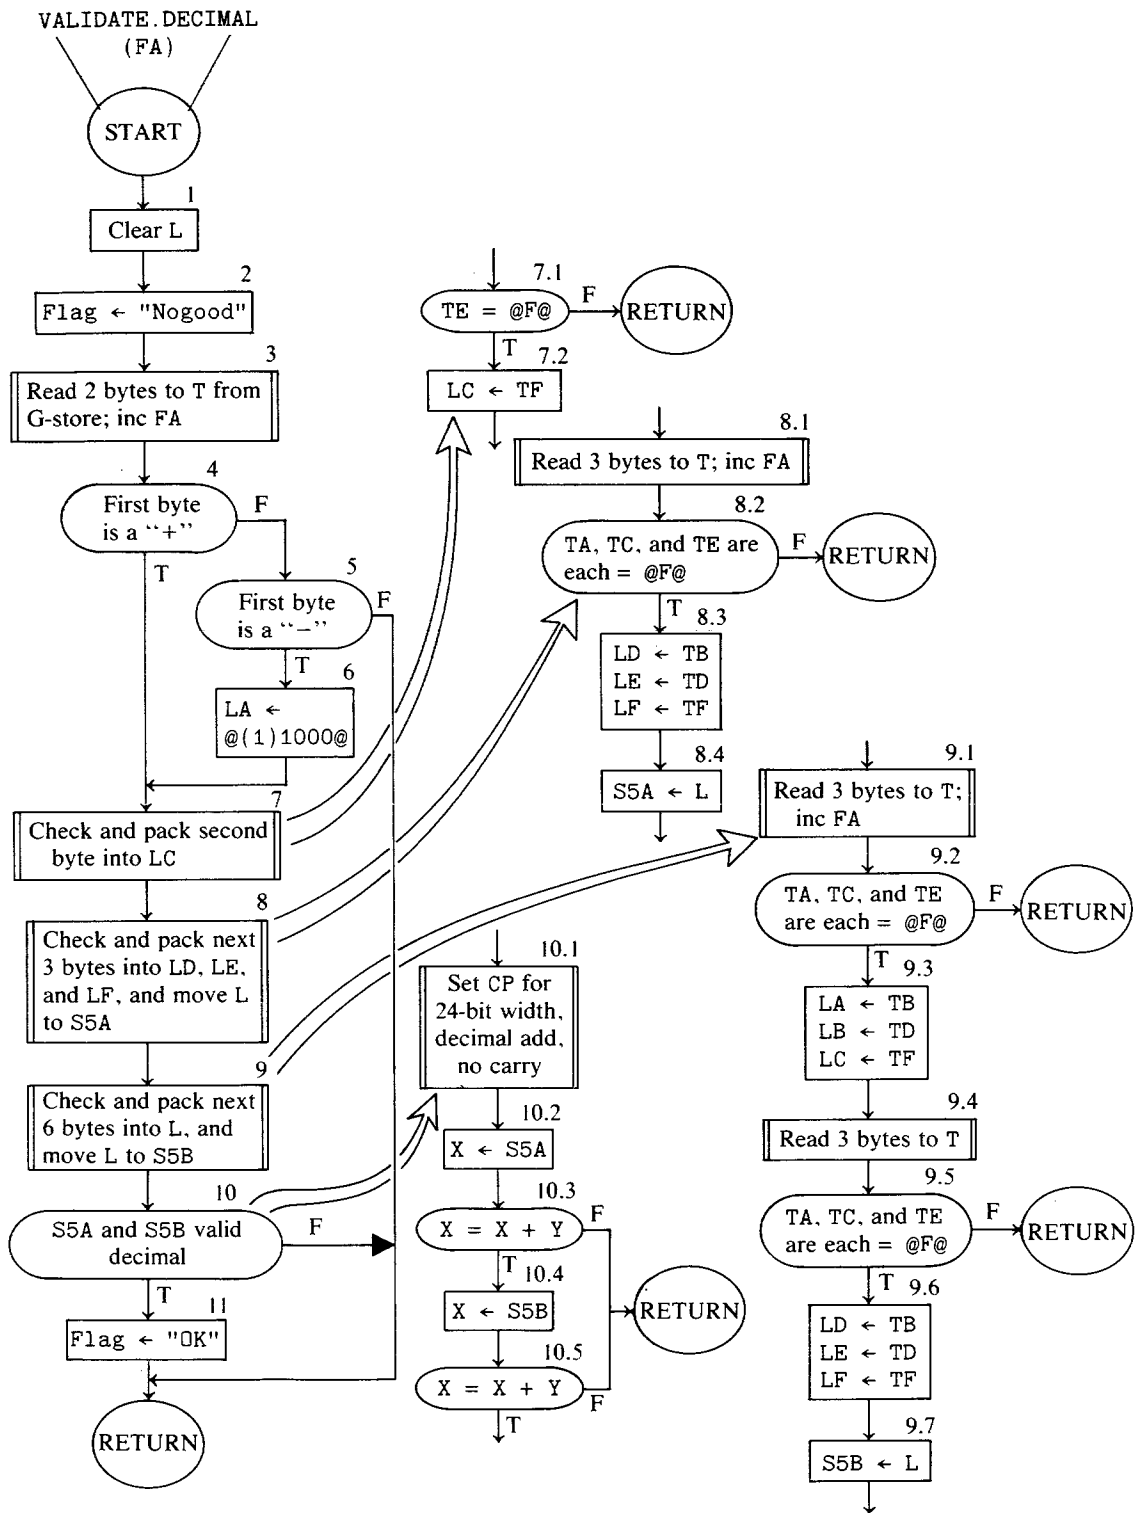 VALIDATE.DECIMAL
(FA)
START
1
Clear L
2
Flag ← "Nogood"
3
Read 2 bytes to T from
G-store; inc FA
4
First byte
is a “+”
F
T
5
First byte
is a “−”
F
T
6
LA ←
@(1)1000@
7
Check and pack second
byte into LC
8
Check and pack next
3 bytes into LD, LE,
and LF, and move L
to S5A
9
Check and pack next
6 bytes into L, and
move L to S5B
10
S5A and S5B valid
decimal
F
T
11
Flag ← "OK"
RETURN
7.1
TE = @F@
F
RETURN
T
7.2
LC ← TF
8.1
Read 3 bytes to T; inc FA
8.2
TA, TC, and TE are
each = @F@
F
RETURN
T
8.3
LD ← TB
LE ← TD
LF ← TF
8.4
S5A ← L
9.1
Read 3 bytes to T;
inc FA
9.2
TA, TC, and TE
are each = @F@
F
RETURN
T
9.3
LA ← TB
LB ← TD
LC ← TF
9.4
Read 3 bytes to T
9.5
TA, TC, and TE
are each = @F@
F
RETURN
T
9.6
LD ← TB
LE ← TD
LF ← TF
9.7
S5B ← L
10.1
Set CP for
24-bit width,
decimal add,
no carry
10.2
X ← S5A
10.3
X = X + Y
F
T
10.4
X ← S5B
RETURN
10.5
X = X + Y
F
T